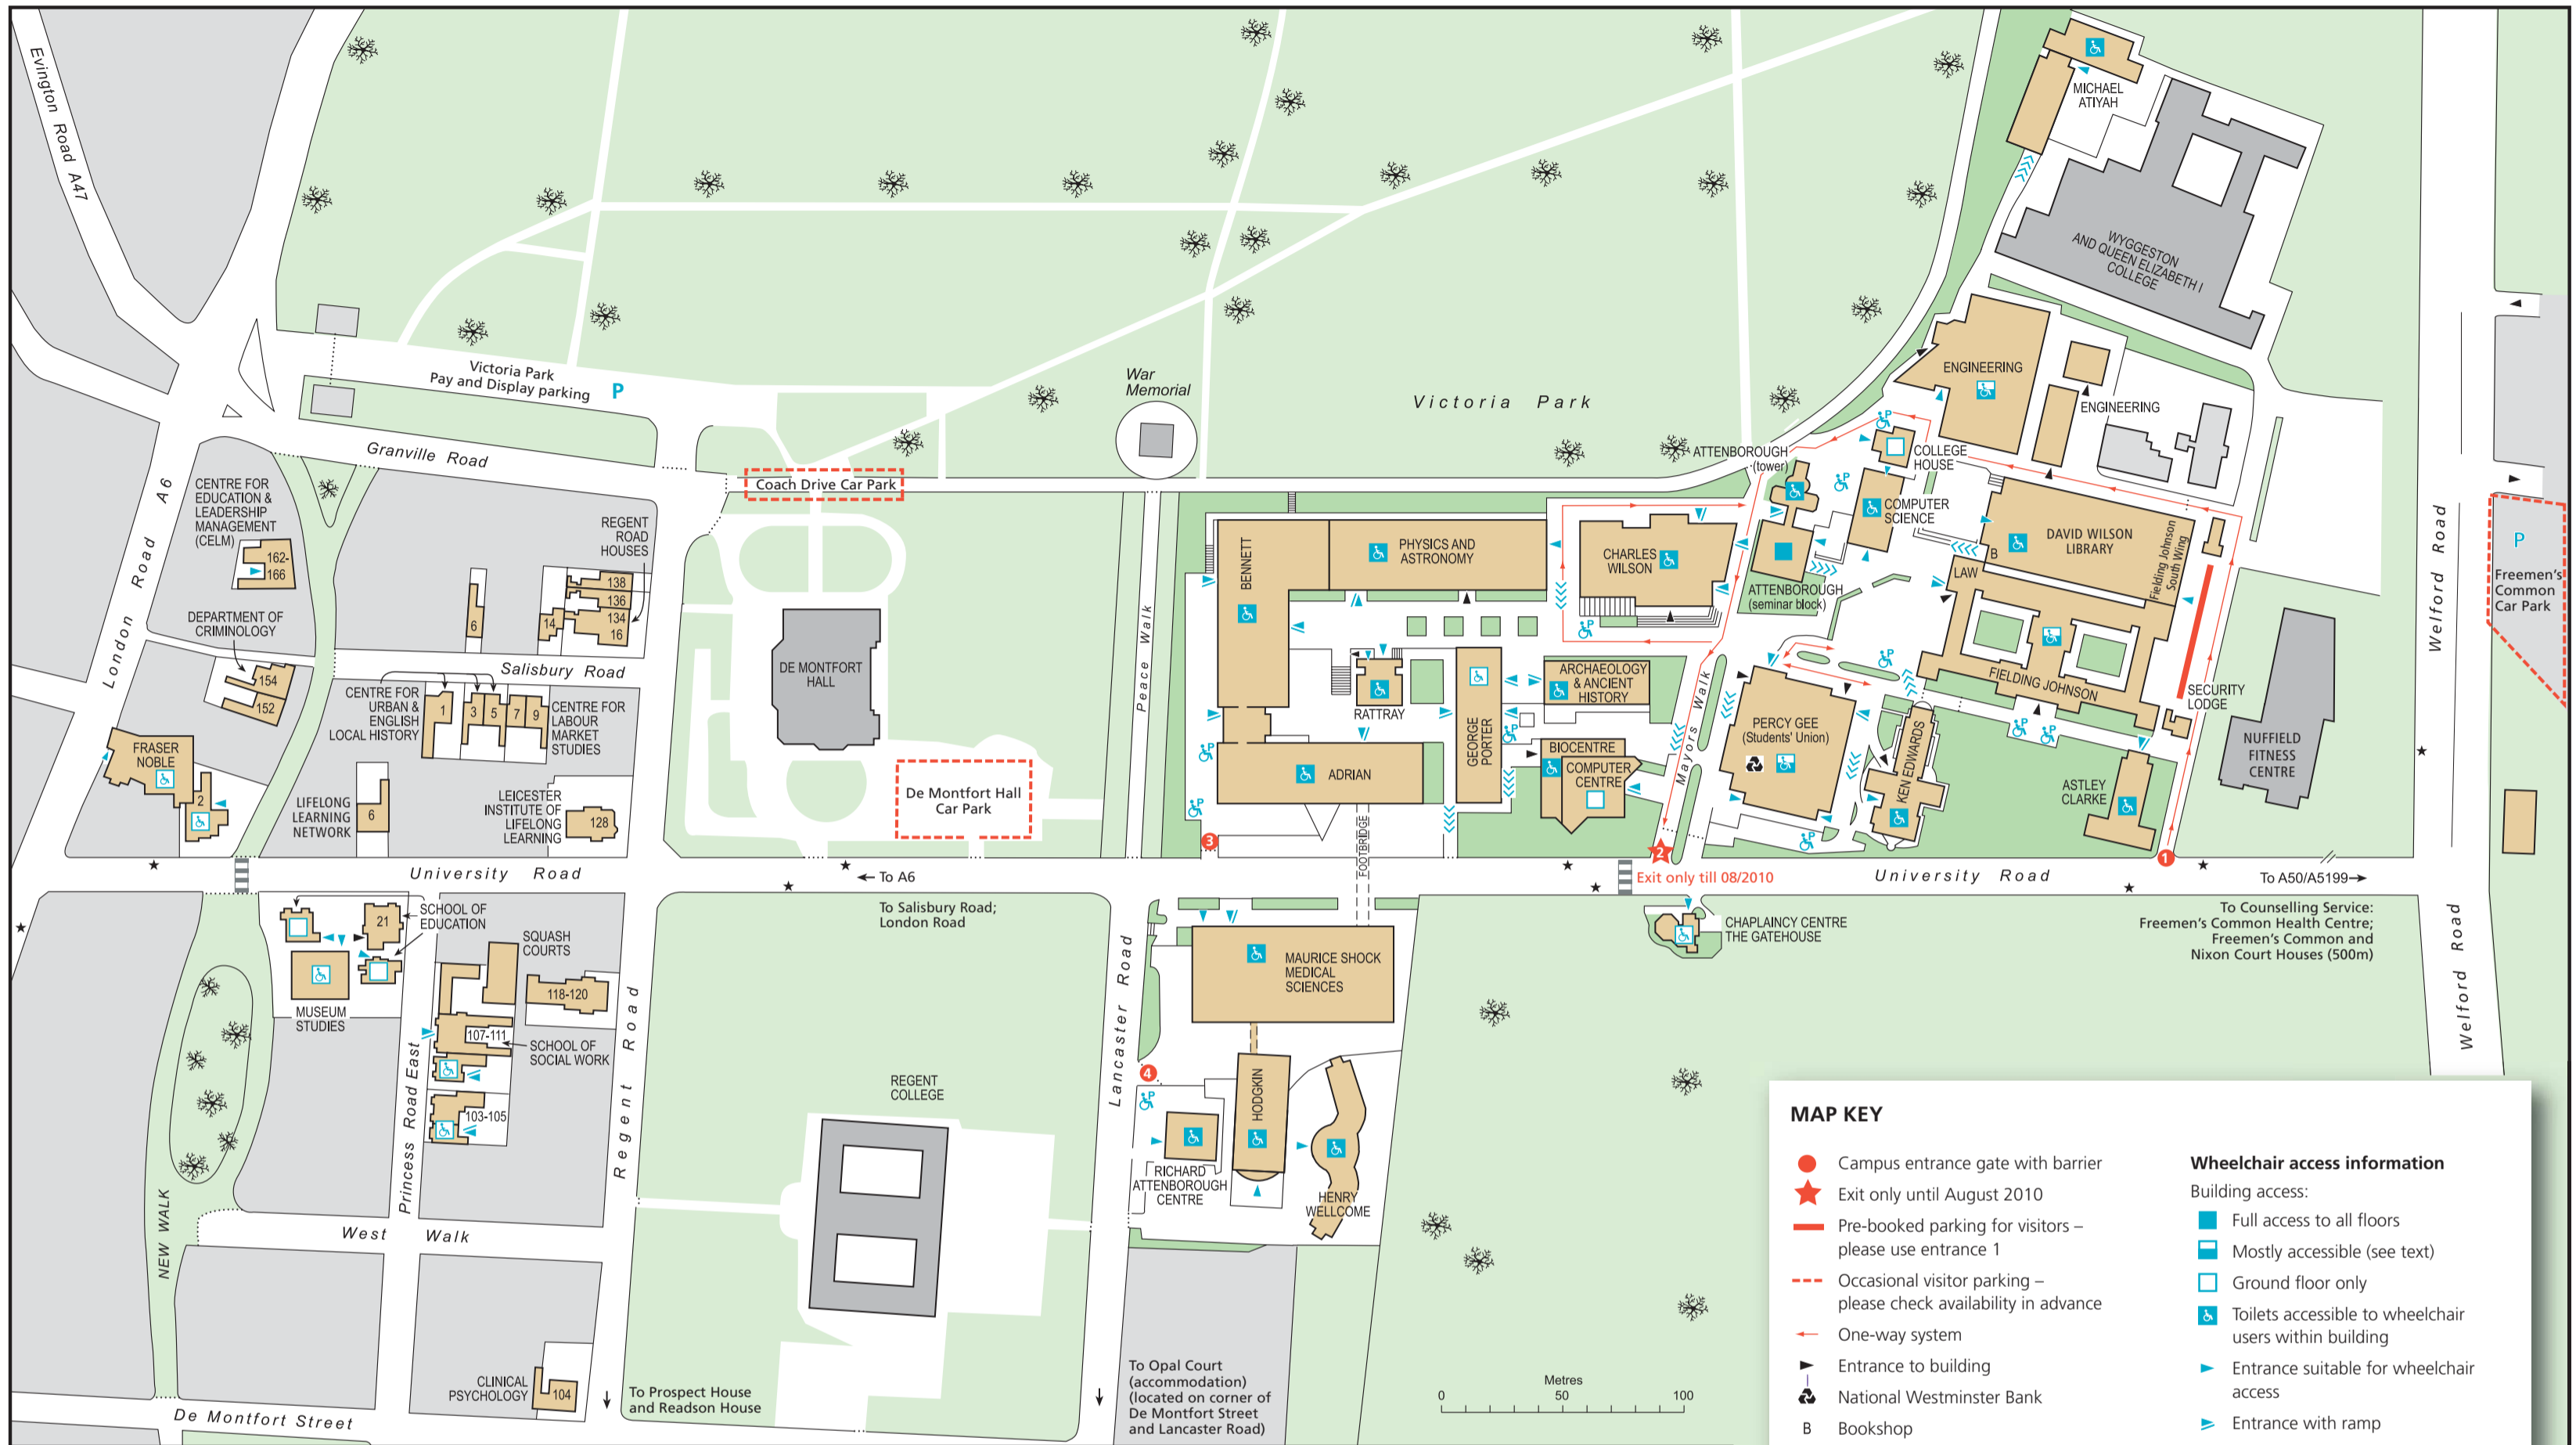 Evington Road A47
London Road A6
Victoria Park
Pay and Display parking
P
Granville Road
CENTRE FOR
EDUCATION &
LEADERSHIP
MANAGEMENT
(CELM)
162-
166
DEPARTMENT OF
CRIMINOLOGY
154
152
FRASER
NOBLE
2
REGENT
ROAD
HOUSES
138
136
134
16
14
6
Salisbury Road
CENTRE FOR
URBAN &
ENGLISH
LOCAL HISTORY
1
3
5
7
9
CENTRE FOR
LABOUR
MARKET
STUDIES
LIFELONG
LEARNING
NETWORK
6
LEICESTER
INSTITUTE OF
LIFELONG
LEARNING
128
Coach Drive Car Park
DE MONTFORT
HALL
De Montfort Hall
Car Park
War
Memorial
Victoria Park
Peace Walk
BENNETT
PHYSICS AND
ASTRONOMY
CHARLES
WILSON
RATTRAY
GEORGE
PORTER
ARCHAEOLOGY
& ANCIENT
HISTORY
BIOCENTRE
COMPUTER
CENTRE
ADRIAN
FOOTBRIDGE
3
ATTENBOROUGH
(tower)
ATTENBOROUGH
(seminar block)
COLLEGE
HOUSE
COMPUTER
SCIENCE
ENGINEERING
ENGINEERING
MICHAEL
ATIYAH
WYGGESTON
AND QUEEN ELIZABETH I
COLLEGE
DAVID WILSON
LIBRARY
B
LAW
Fielding Johnson
South Wing
FIELDING JOHNSON
SECURITY
LODGE
Mayors Walk
PERCY GEE
(Students' Union)
KEN EDWARDS
ASTLEY
CLARKE
NUFFIELD
FITNESS
CENTRE
P
Freemen's
Common
Car Park
Welford Road
Welford Road
2
1
Exit only till 08/2010
University Road
University Road
To A6
To A50/A5199
To Salisbury Road;
London Road
To Counselling Service:
Freemen's Common Health Centre;
Freemen's Common and
Nixon Court Houses (500m)
CHAPLAINCY CENTRE
THE GATEHOUSE
SCHOOL OF
EDUCATION
21
MUSEUM
STUDIES
SQUASH
COURTS
118-120
107-111
SCHOOL OF
SOCIAL WORK
103-105
Princess Road East
Regent Road
NEW WALK
West Walk
De Montfort Street
CLINICAL
PSYCHOLOGY
104
To Prospect House
and Readson House
REGENT
COLLEGE
Lancaster Road
4
MAURICE SHOCK
MEDICAL
SCIENCES
HODGKIN
RICHARD
ATTENBOROUGH
CENTRE
HENRY
WELLCOME
To Opal Court
(accommodation)
(located on corner of
De Montfort Street
and Lancaster Road)
Metres
0 50 100
MAP KEY
Campus entrance gate with barrier
Exit only until August 2010
Pre-booked parking for visitors –
please use entrance 1
Occasional visitor parking –
please check availability in advance
One-way system
Entrance to building
National Westminster Bank
B Bookshop
Wheelchair access information
Building access:
Full access to all floors
Mostly accessible (see text)
Ground floor only
Toilets accessible to wheelchair
users within building
Entrance suitable for wheelchair
access
Entrance with ramp